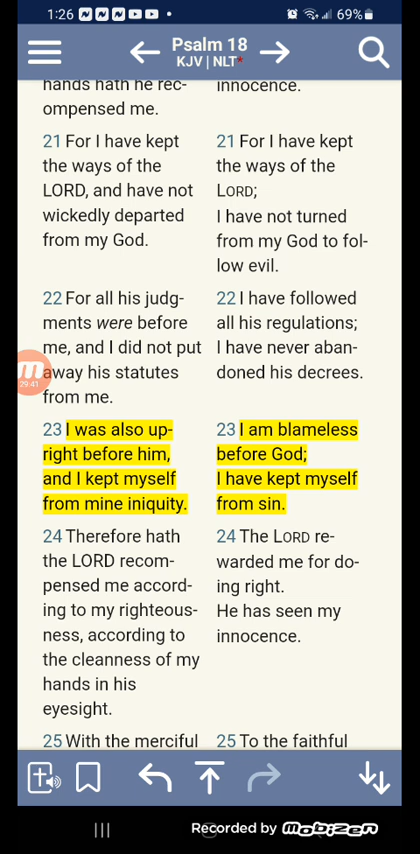 1:26
69%
Psalm 18
KJV | NLT*
hands hath he rec-
ompensed me.
21 For I have kept
the ways of the
LORD, and have not
wickedly departed
from my God.
22 For all his judg-
ments were before
me, and I did not put
away his statutes
from me.
23 I was also up-
right before him,
and I kept myself
from mine iniquity.
24 Therefore hath
the LORD recom-
pensed me accord-
ing to my righteous-
ness, according to
the cleanness of my
hands in his
eyesight.
25 With the merciful
innocence.
21 For I have kept
the ways of the
LORD;
I have not turned
from my God to fol-
low evil.
22 I have followed
all his regulations;
I have never aban-
doned his decrees.
23 I am blameless
before God;
I have kept myself
from sin.
24 The LORD re-
warded me for do-
ing right.
He has seen my
innocence.
25 To the faithful
29:41
Recorded by mobizen